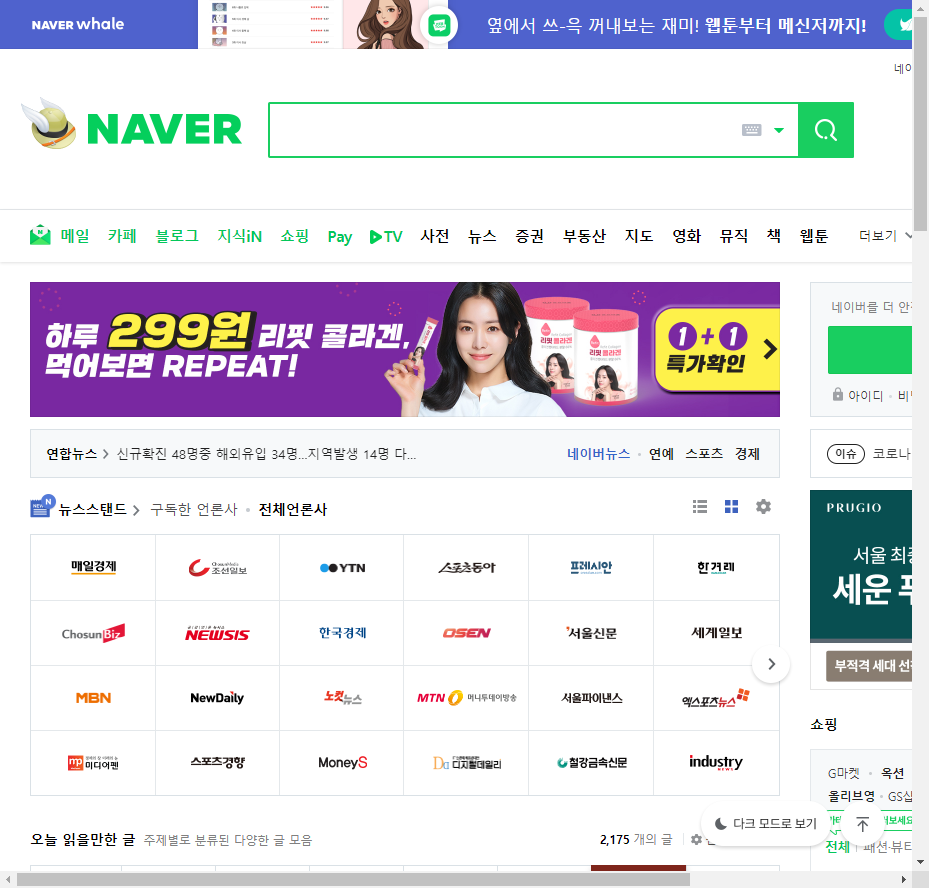 NAVER whale
옆에서 쓰-윽 꺼내보는 재미! 웹툰부터 메신저까지!
네이
NAVER
메일 카페 블로그 지식iN 쇼핑 Pay TV 사전 뉴스 증권 부동산 지도 영화 뮤직 책 웹툰 더보기
하루 299원 리핏 콜라겐,
먹어보면 REPEAT!
리핏 콜라겐
리핏 콜라겐
1+1
특가확인
네이버를 더 안전
아이디 · 비밀
연합뉴스 > 신규확진 48명중 해외유입 34명...지역발생 14명 다...
네이버뉴스 · 연예 스포츠 경제
이슈 코로나
뉴스스탠드 > 구독한 언론사 · 전체언론사
매일경제 조선일보 YTN 스포츠동아 프레시안 한겨레
ChosunBiz NEWSIS 한국경제 OSEN 서울신문 세계일보
MBN NewDaily 노컷뉴스 MTN 머니투데이방송 서울파이낸스 엑스포츠뉴스
mp 미디어펜 스포츠경향 MoneyS 디지털데일리 철강금속신문 industry NEWS
PRUGIO
서울 최중
세운 푸
부적격 세대 선
쇼핑
G마켓 · 옥션
올리브영 · GS샵
전체 패션·뷰티
오늘 읽을만한 글 주제별로 분류된 다양한 글 모음
2,175 개의 글
다크 모드로 보기